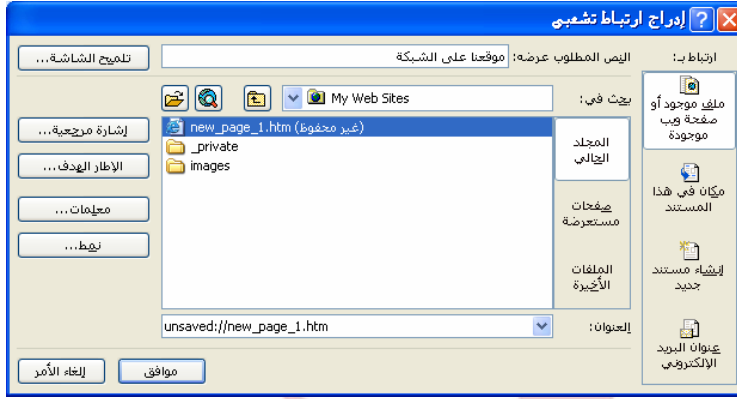 إدراج ارتباط تشعبي
ارتباط بـ:
النص المطلوب عرضه: موقعنا على الشبكة
تلميح الشاشة...
ملف موجود أو
صفحة ويب
موجودة
مكان في هذا
المستند
إنشاء مستند
جديد
عنوان البريد
الإلكتروني
بحث في: My Web Sites
المجلد
الحالي
صفحات
مستعرضة
الملفات
الأخيرة
new_page_1.htm (غير محفوظ)
_private
images
إشارة مرجعية...
الإطار الهدف...
معلمات...
نمط...
العنوان: unsaved://new_page_1.htm
موافق
إلغاء الأمر